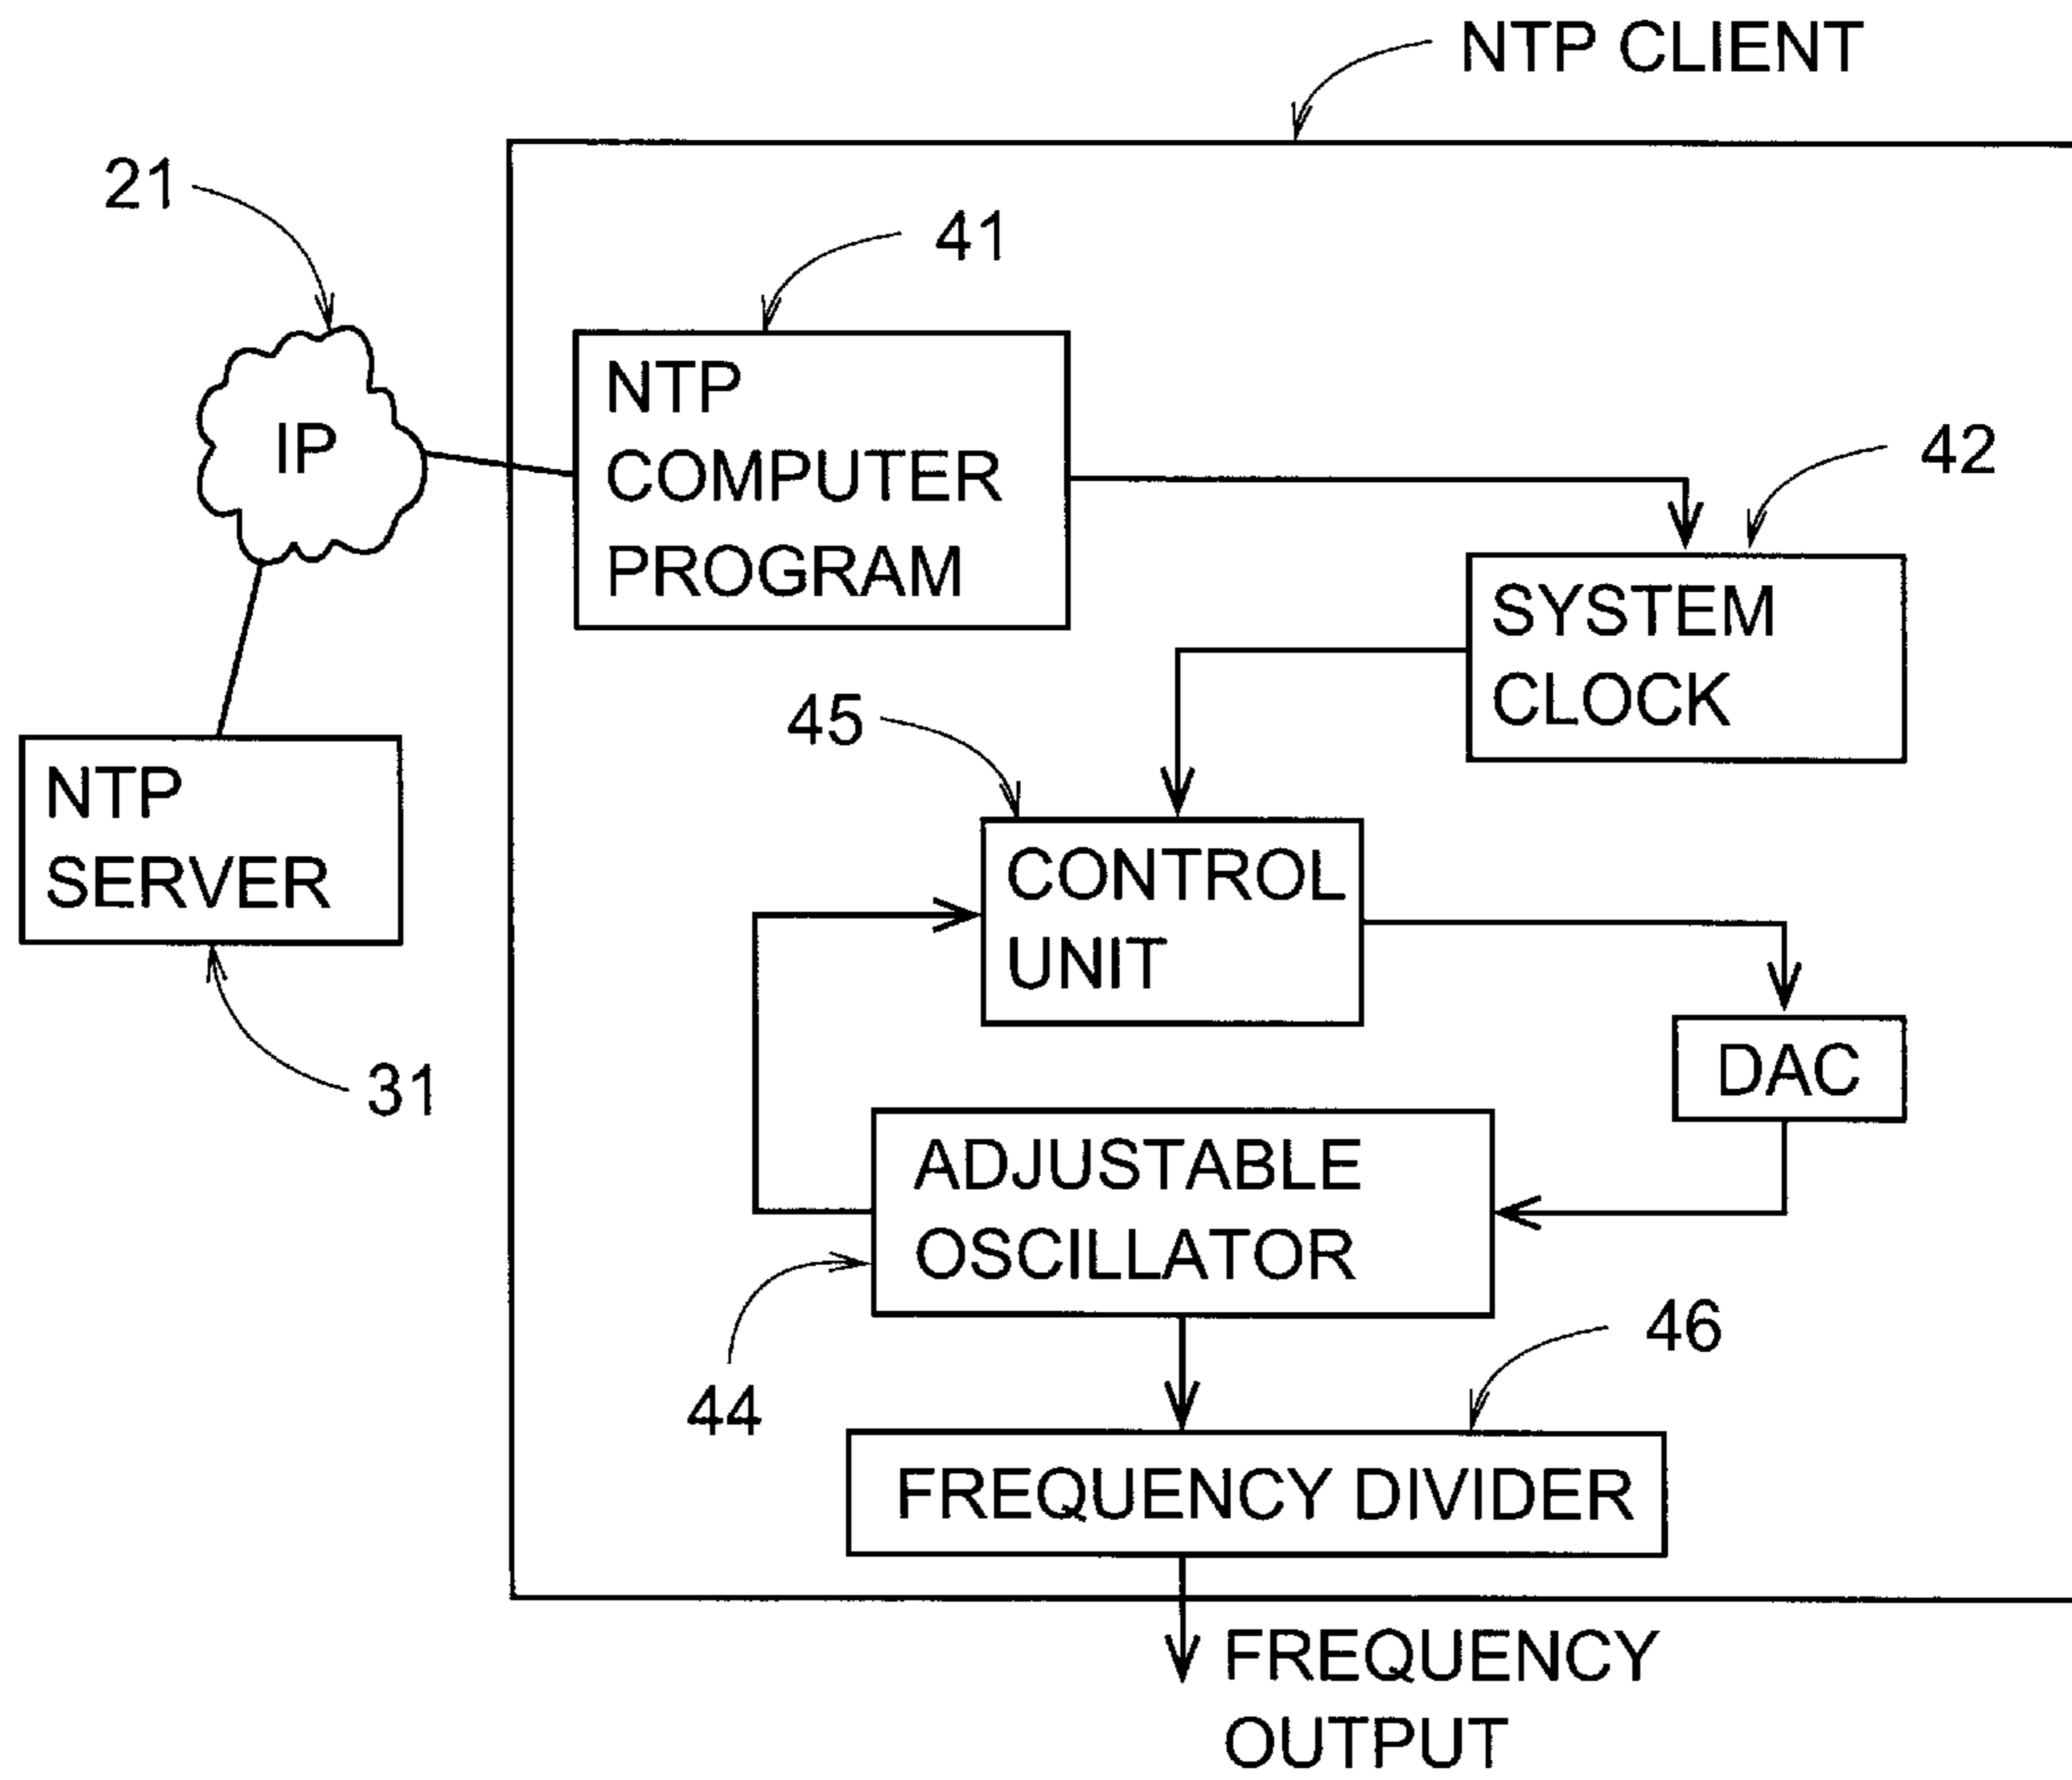 NTP CLIENT
21
41
NTP
COMPUTER
PROGRAM
IP
42
SYSTEM
CLOCK
45
NTP
SERVER
CONTROL
UNIT
31
DAC
ADJUSTABLE
OSCILLATOR
44
46
FREQUENCY DIVIDER
FREQUENCY
OUTPUT